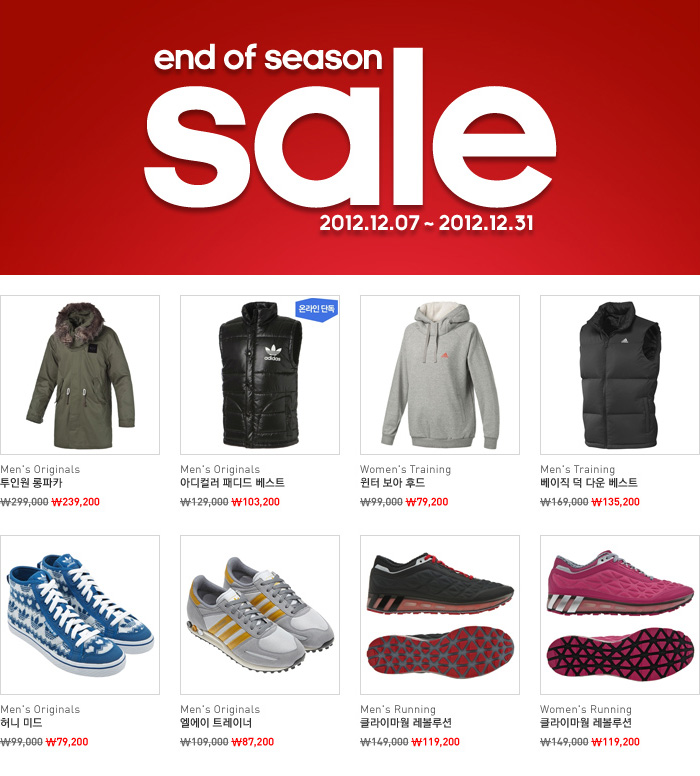 end of season
sale
2012.12.07 ~ 2012.12.31
온라인 단독
adidas
Men's Originals
투인원 롱파카
₩299,000 ₩239,200
Men's Originals
아디컬러 패디드 베스트
₩129,000 ₩103,200
Women's Training
윈터 보아 후드
₩99,000 ₩79,200
Men's Training
베이직 덕 다운 베스트
₩169,000 ₩135,200
Men's Originals
허니 미드
₩99,000 ₩79,200
Men's Originals
엘에이 트레이너
₩109,000 ₩87,200
Men's Running
클라이마웜 레볼루션
₩149,000 ₩119,200
Women's Running
클라이마웜 레볼루션
₩149,000 ₩119,200